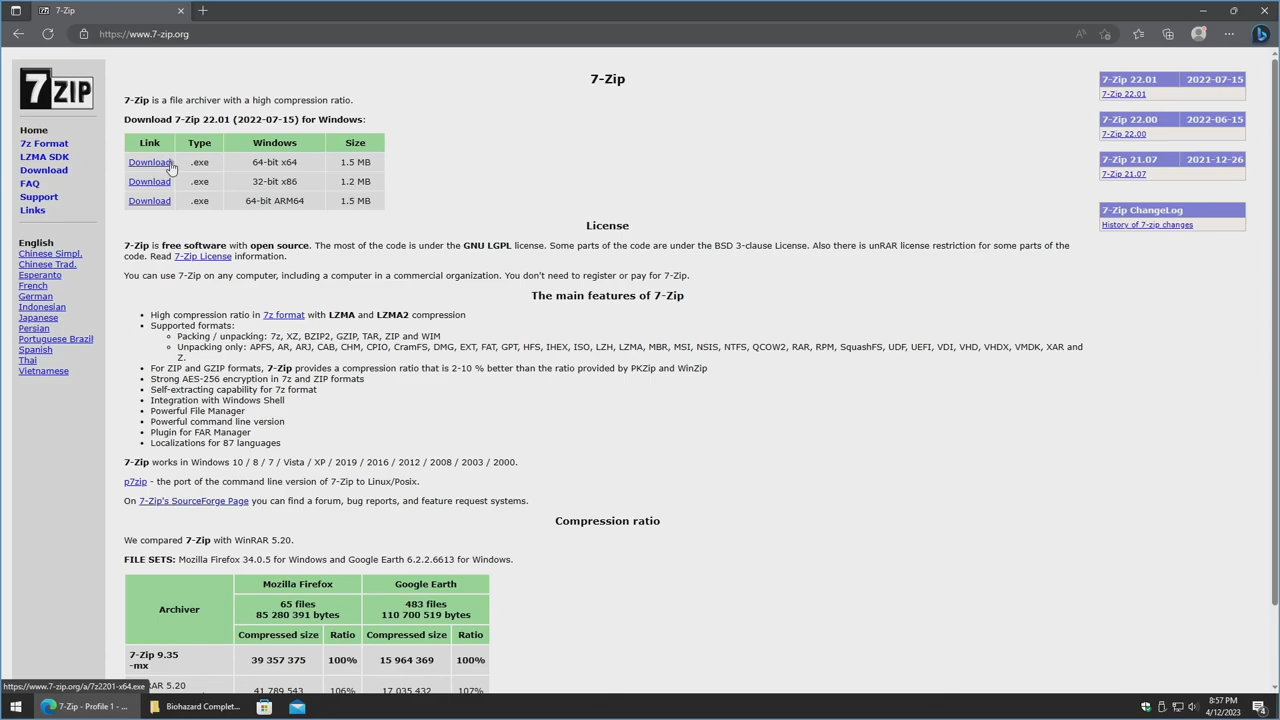 7-Zip
https://www.7-zip.org
7ZIP
Home
7z Format
LZMA SDK
Download
FAQ
Support
Links
English
Chinese Simpl.
Chinese Trad.
Esperanto
French
German
Indonesian
Japanese
Persian
Portuguese Brazil
Spanish
Thai
Vietnamese
7-Zip
7-Zip is a file archiver with a high compression ratio.
Download 7-Zip 22.01 (2022-07-15) for Windows:
Link Type Windows Size
Download .exe 64-bit x64 1.5 MB
Download .exe 32-bit x86 1.2 MB
Download .exe 64-bit ARM64 1.5 MB
License
7-Zip is free software with open source. The most of the code is under the GNU LGPL license. Some parts of the code are under the BSD 3-clause License. Also there is unRAR license restriction for some parts of the
code. Read 7-Zip License information.
You can use 7-Zip on any computer, including a computer in a commercial organization. You don't need to register or pay for 7-Zip.
The main features of 7-Zip
High compression ratio in 7z format with LZMA and LZMA2 compression
Supported formats:
Packing / unpacking: 7z, XZ, BZIP2, GZIP, TAR, ZIP and WIM
Unpacking only: APFS, AR, ARJ, CAB, CHM, CPIO, CramFS, DMG, EXT, FAT, GPT, HFS, IHEX, ISO, LZH, LZMA, MBR, MSI, NSIS, NTFS, QCOW2, RAR, RPM, SquashFS, UDF, UEFI, VDI, VHD, VHDX, VMDK, XAR and
Z.
For ZIP and GZIP formats, 7-Zip provides a compression ratio that is 2-10 % better than the ratio provided by PKZip and WinZip
Strong AES-256 encryption in 7z and ZIP formats
Self-extracting capability for 7z format
Integration with Windows Shell
Powerful File Manager
Powerful command line version
Plugin for FAR Manager
Localizations for 87 languages
7-Zip works in Windows 10 / 8 / 7 / Vista / XP / 2019 / 2016 / 2012 / 2008 / 2003 / 2000.
p7zip - the port of the command line version of 7-Zip to Linux/Posix.
On 7-Zip's SourceForge Page you can find a forum, bug reports, and feature request systems.
Compression ratio
We compared 7-Zip with WinRAR 5.20.
FILE SETS: Mozilla Firefox 34.0.5 for Windows and Google Earth 6.2.2.6613 for Windows.
Archiver Mozilla Firefox Google Earth
65 files 483 files
85 280 391 bytes 110 700 519 bytes
Compressed size Ratio Compressed size Ratio
7-Zip 9.35
-mx 39 357 375 100% 15 964 369 100%
RAR 5.20 41 789 543 106% 17 035 432 107%
7-Zip 22.01 2022-07-15
7-Zip 22.01
7-Zip 22.00 2022-06-15
7-Zip 22.00
7-Zip 21.07 2021-12-26
7-Zip 21.07
7-Zip ChangeLog
History of 7-zip changes
https://www.7-zip.org/a/7z2201-x64.exe
7-Zip - Profile 1 - ...
Biohazard Complet...
8:57 PM
4/12/2023
4